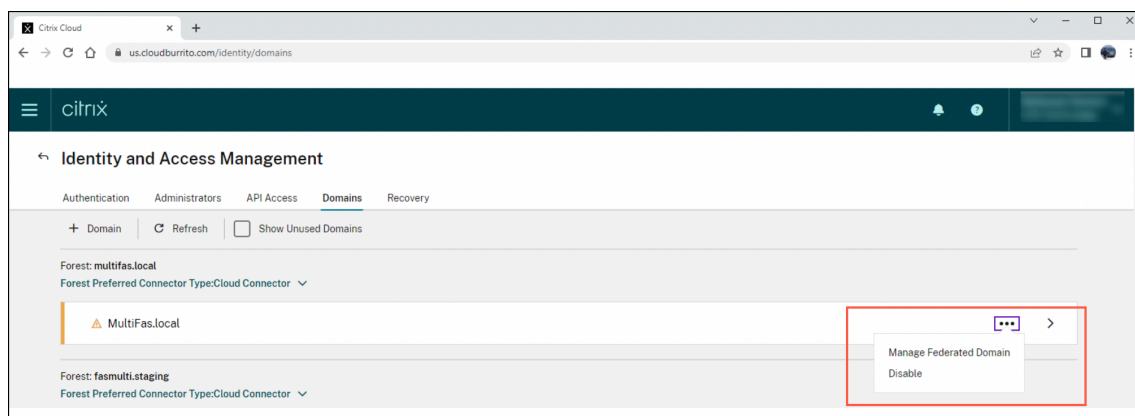 Citrix Cloud
us.cloudburrito.com/identity/domains
citrix
Identity and Access Management
Authentication Administrators API Access Domains Recovery
+ Domain Refresh Show Unused Domains
Forest: multifas.local
Forest Preferred Connector Type:Cloud Connector
MultiFas.local
Manage Federated Domain
Disable
Forest: fasmulti.staging
Forest Preferred Connector Type:Cloud Connector